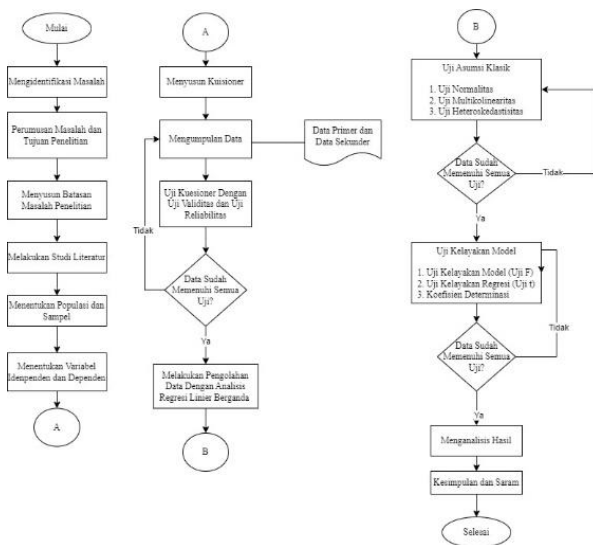 Mulai
Mengidentifikasi Masalah
Perumusan Masalah dan
Tujuan Penelitian
Menyusun Batasan
Masalah Penelitian
Melakukan Studi Literatur
Menentukan Populasi dan
Sampel
Menentukan Variabel
Idenpenden dan Dependen
A
A
Menyusun Kuisioner
Mengumpulan Data
Data Primer dan
Data Sekunder
Uji Kuesioner Dengan
Uji Validitas dan Uji
Reliabilitas
Tidak
Data Sudah
Memenuhi Semua
Uji?
Ya
Melakukan Pengolahan
Data Dengan Analisis
Regresi Linier Berganda
B
B
Uji Asumsi Klasik
1. Uji Normalitas
2. Uji Multikolinearitas
3. Uji Heteroskedastisitas
Data Sudah
Memenuhi Semua
Uji?
Tidak
Ya
Uji Kelayakan Model
1. Uji Kelayakan Model (Uji F)
2. Uji Kelayakan Regresi (Uji t)
3. Koefisien Determinasi
Tidak
Data Sudah
Memenuhi Semua
Uji?
Ya
Menganalisis Hasil
Kesimpulan dan Saram
Selesai